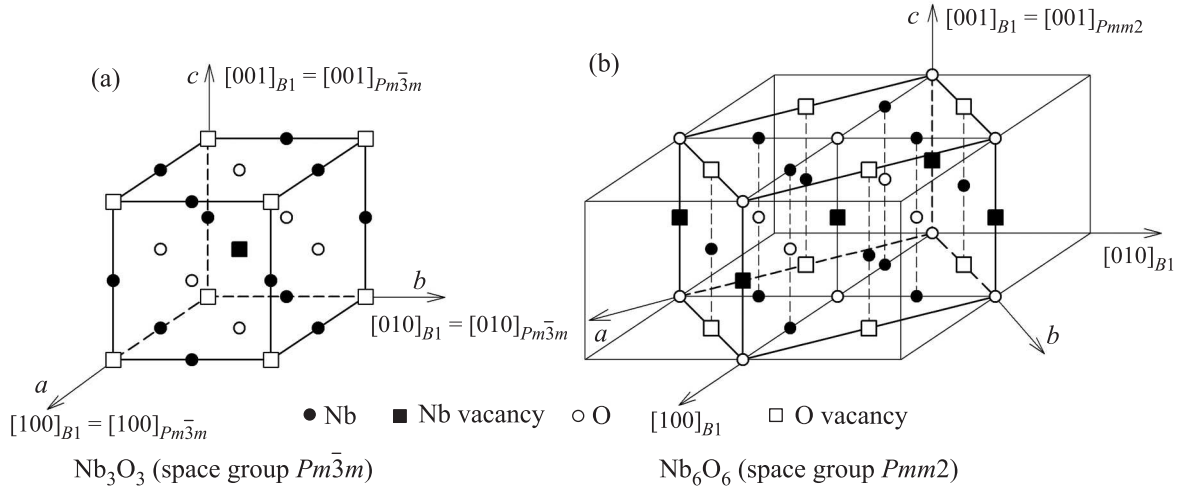 (a)
c
[001]B1 = [001]Pm3̅m
b
[010]B1 = [010]Pm3̅m
a
[100]B1 = [100]Pm3̅m
(b)
c
[001]B1 = [001]Pmm2
[010]B1
a
b
[100]B1
Nb Nb vacancy O O vacancy
Nb3O3 (space group Pm3̅m)
Nb6O6 (space group Pmm2)